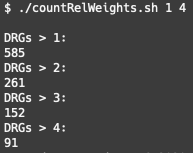 $ ./countRelWeights.sh 1 4
DRGs > 1:
585
DRGs > 2:
261
DRGs > 3:
152
DRGs > 4:
91